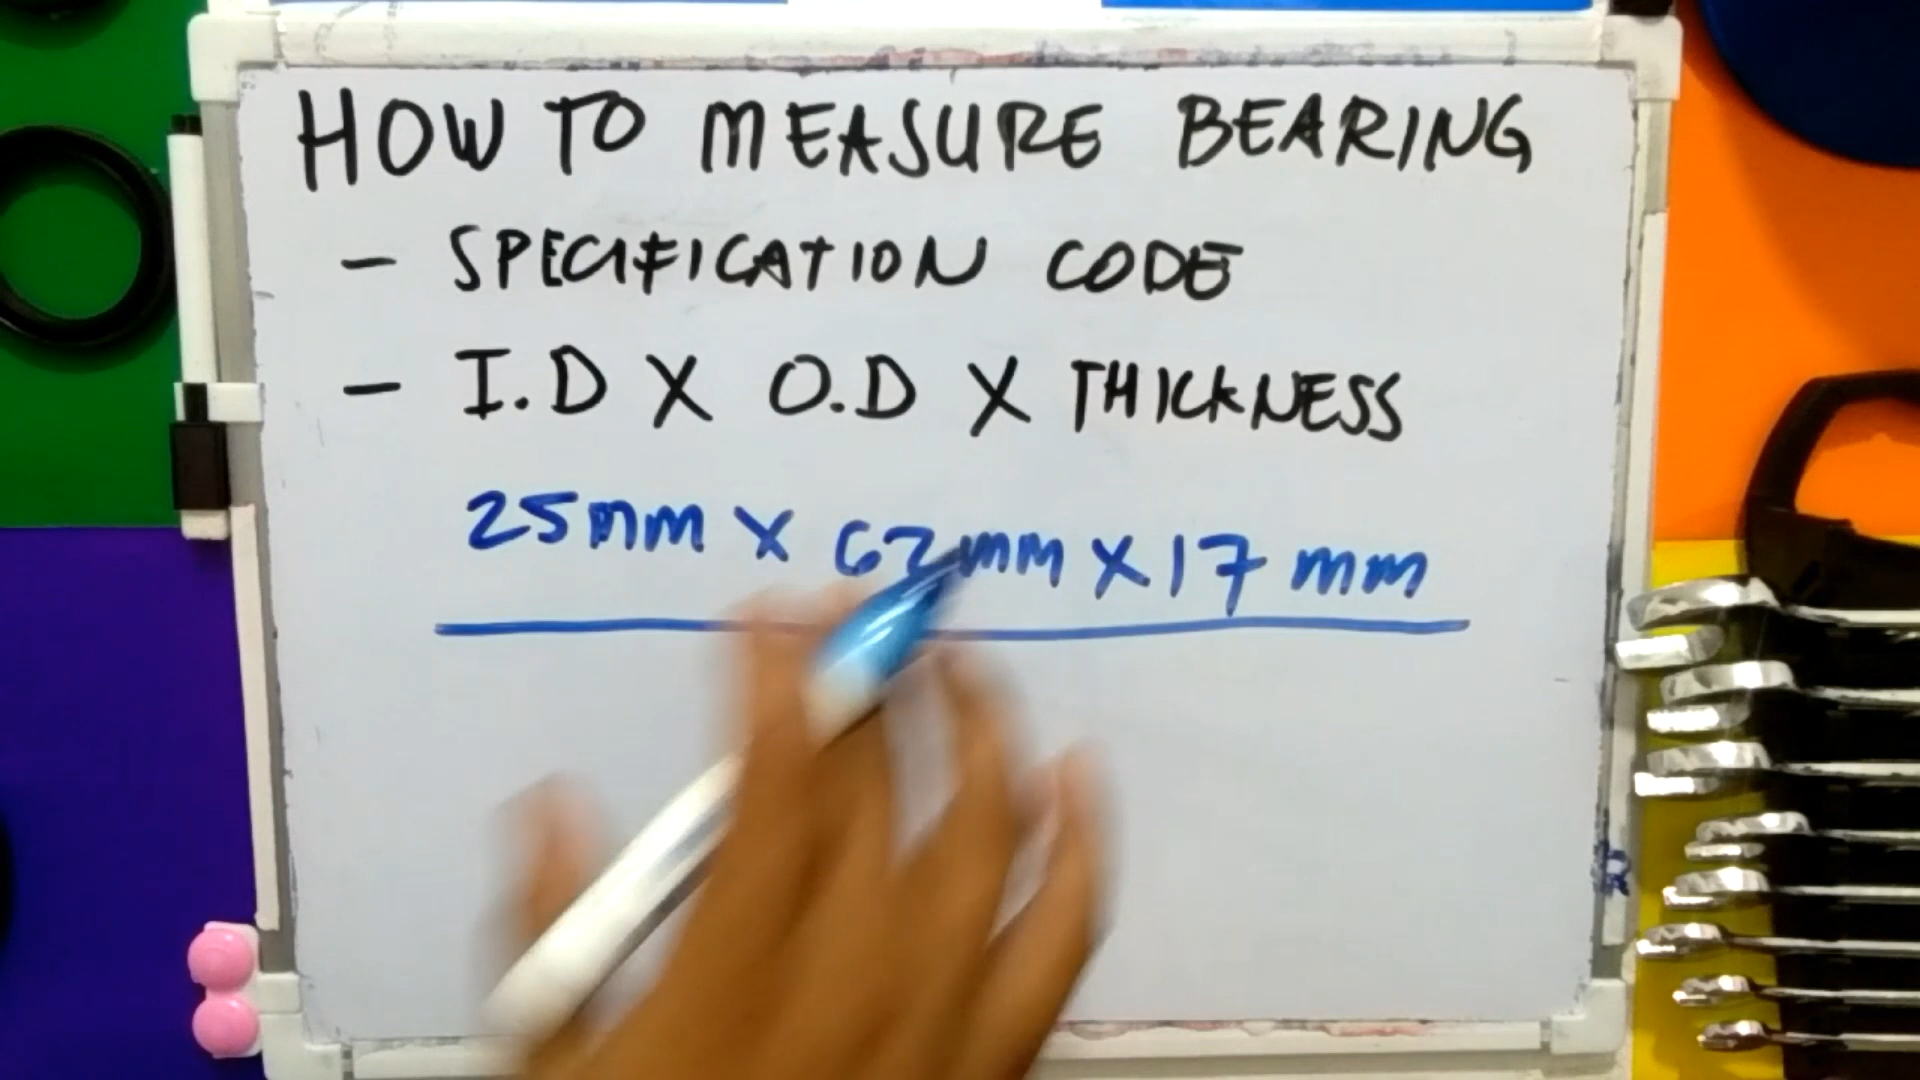 HOW TO MEASURE BEARING
- SPECIFICATION CODE
- I.D X O.D X THICKNESS
25mm x 62mm x 17 mm